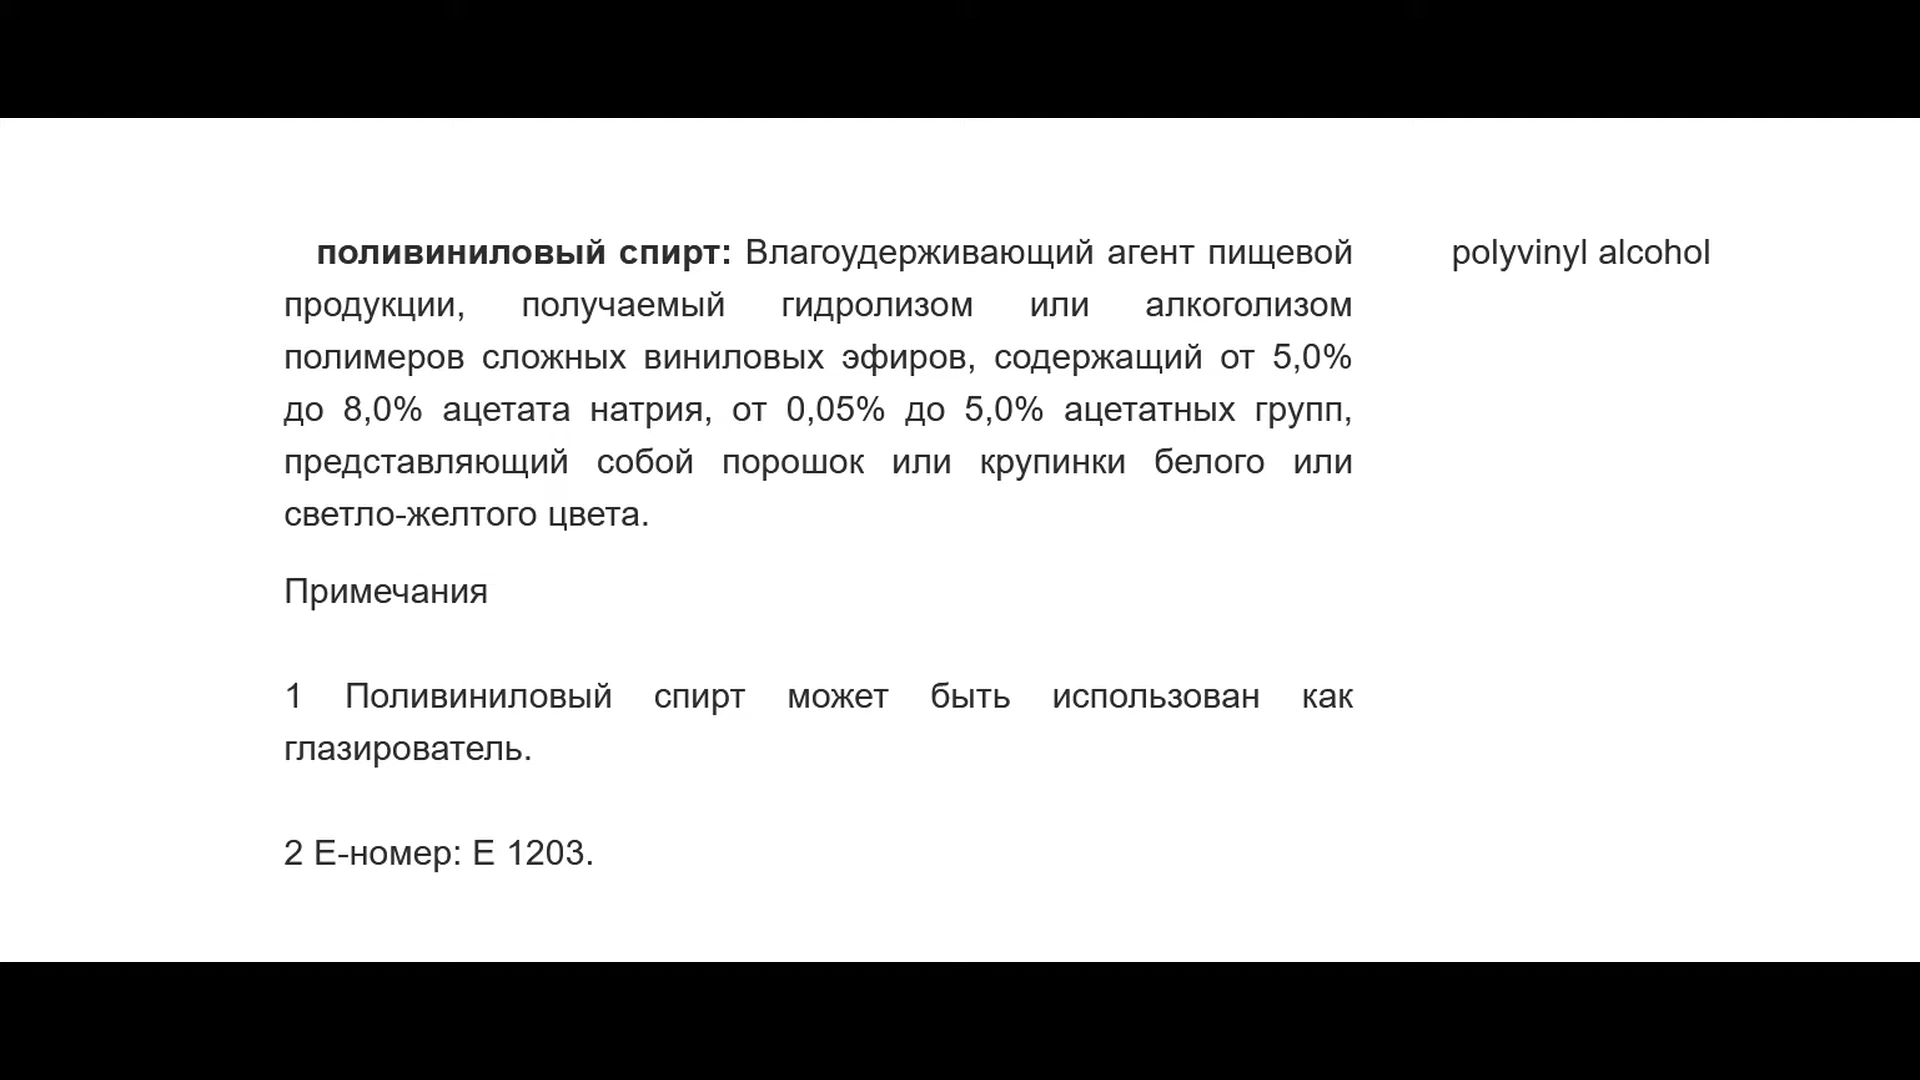 поливиниловый спирт: Влагоудерживающий агент пищевой
продукции, получаемый гидролизом или алкоголизом
полимеров сложных виниловых эфиров, содержащий от 5,0%
до 8,0% ацетата натрия, от 0,05% до 5,0% ацетатных групп,
представляющий собой порошок или крупинки белого или
светло-желтого цвета.
polyvinyl alcohol
Примечания
1 Поливиниловый спирт может быть использован как
глазирователь.
2 Е-номер: Е 1203.